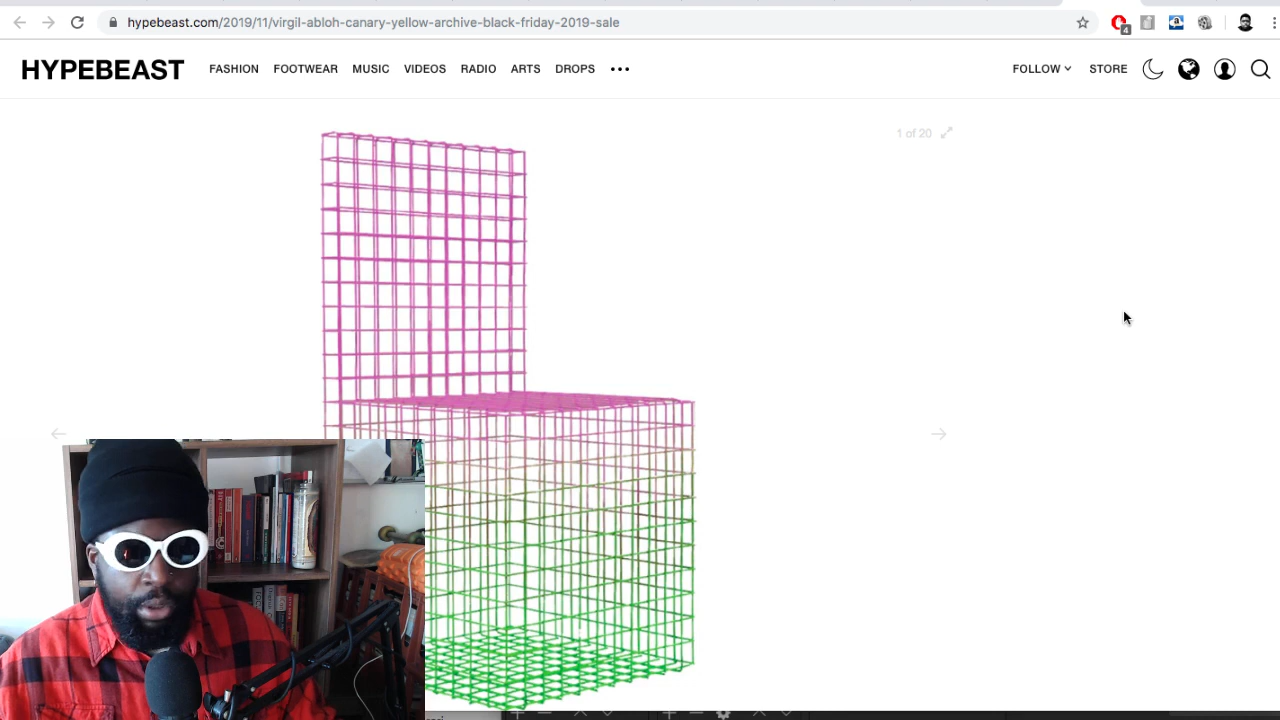 hypebeast.com/2019/11/virgil-abloh-canary-yellow-archive-black-friday-2019-sale
4
HYPEBEAST FASHION FOOTWEAR MUSIC VIDEOS RADIO ARTS DROPS ••• FOLLOW STORE
1 of 20